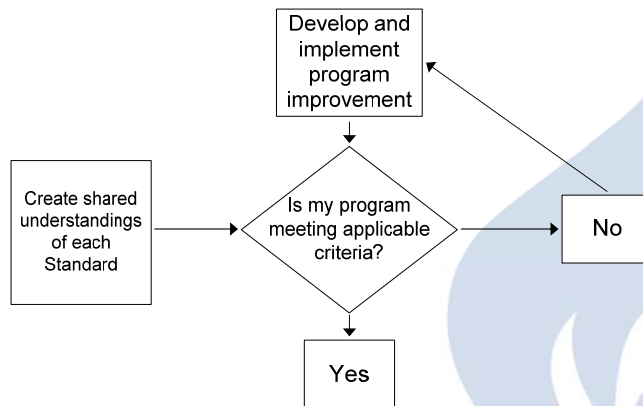 Develop and
implement
program
improvement
Create shared
understandings
of each
Standard
Is my program
meeting applicable
criteria?
No
Yes